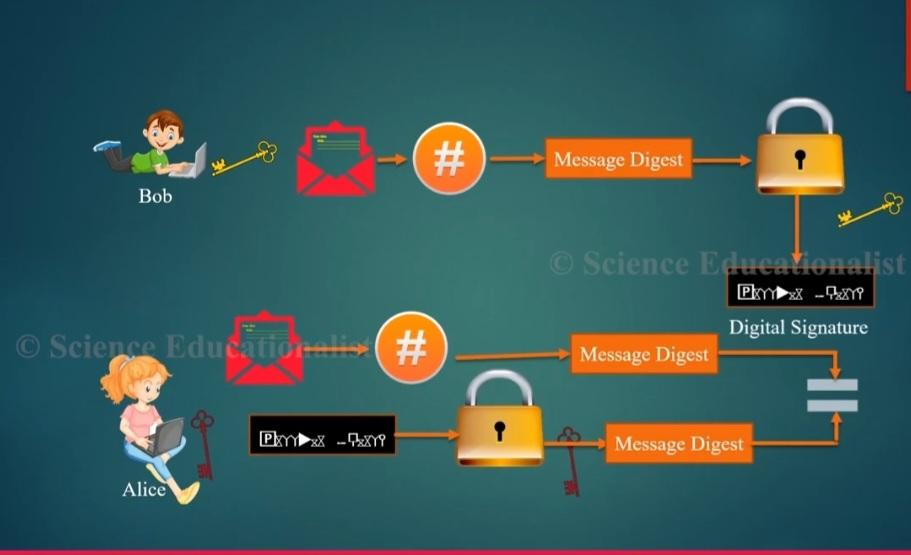 #
Message Digest
Bob
© Science Educationalist
Digital Signature
© Science Educationalist
#
Message Digest
Message Digest
Alice